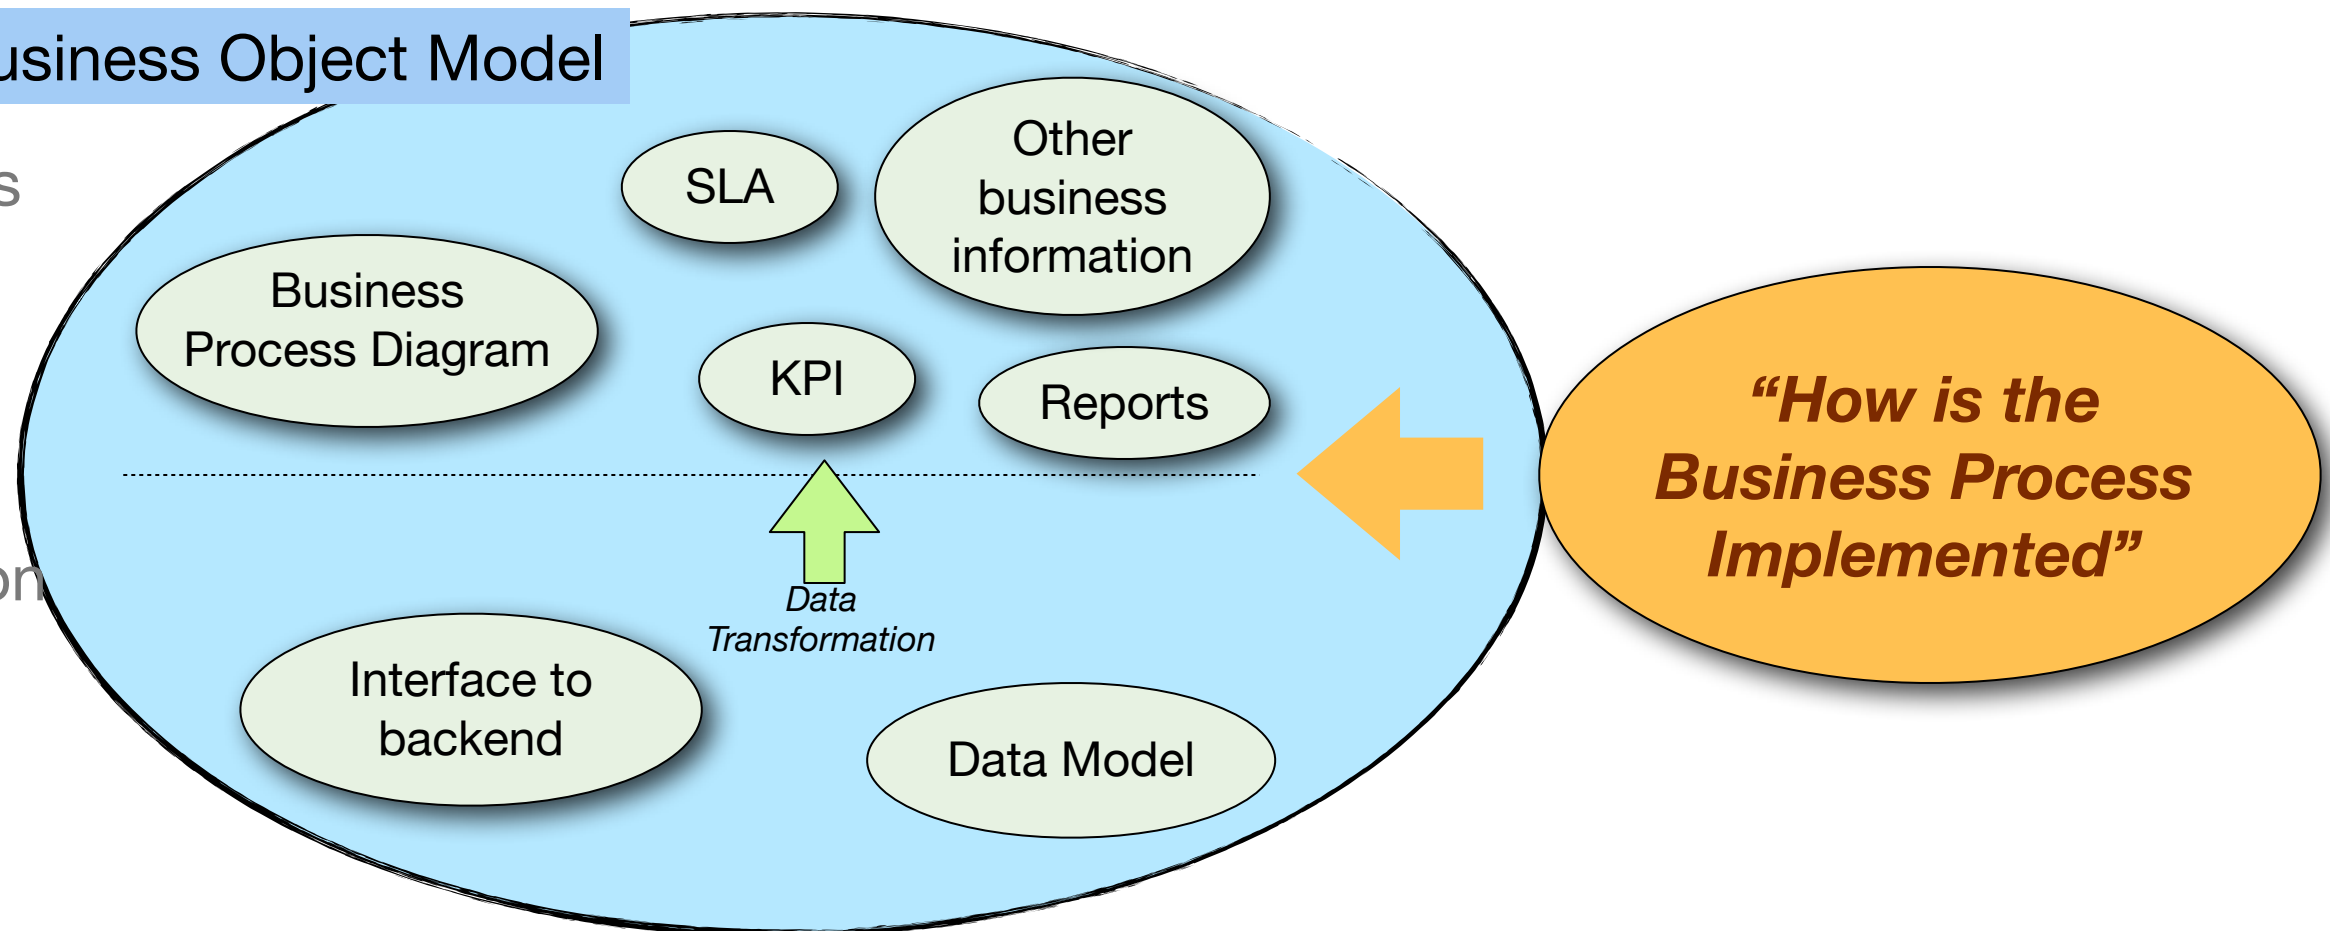 usiness Object Model
s
SLA
Other
business
information
Business
Process Diagram
KPI
Reports
“How is the
Business Process
Implemented”
on
Data
Transformation
Interface to
backend
Data Model